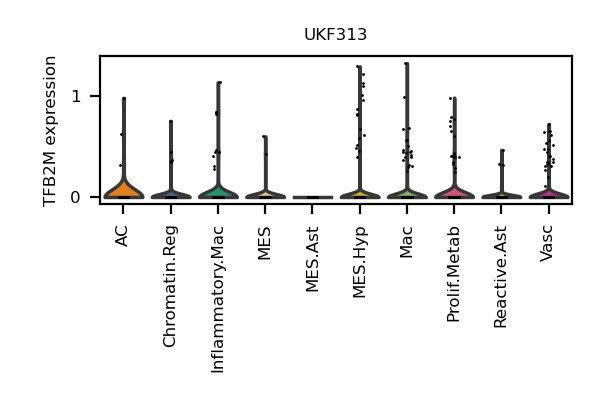 UKF313
TFB2M expression
1
0
AC
Chromatin.Reg
Inflammatory.Mac
MES
MES.Ast
MES.Hyp
Mac
Prolif.Metab
Reactive.Ast
Vasc